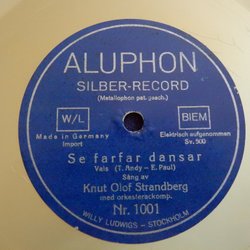 ALUPHON
SILBER-RECORD
(Metallophon pat. gesch.)
W/L
BIEM
Made in Germany
Import
Elektrisch aufgenommen
Sv. 500
Se farfar dansar
Vals (T. Andy - E. Paul)
Sång av
Knut Olof Strandberg
med orkesterackomp.
Nr. 1001
WILLY LUDWIGS - STOCKHOLM